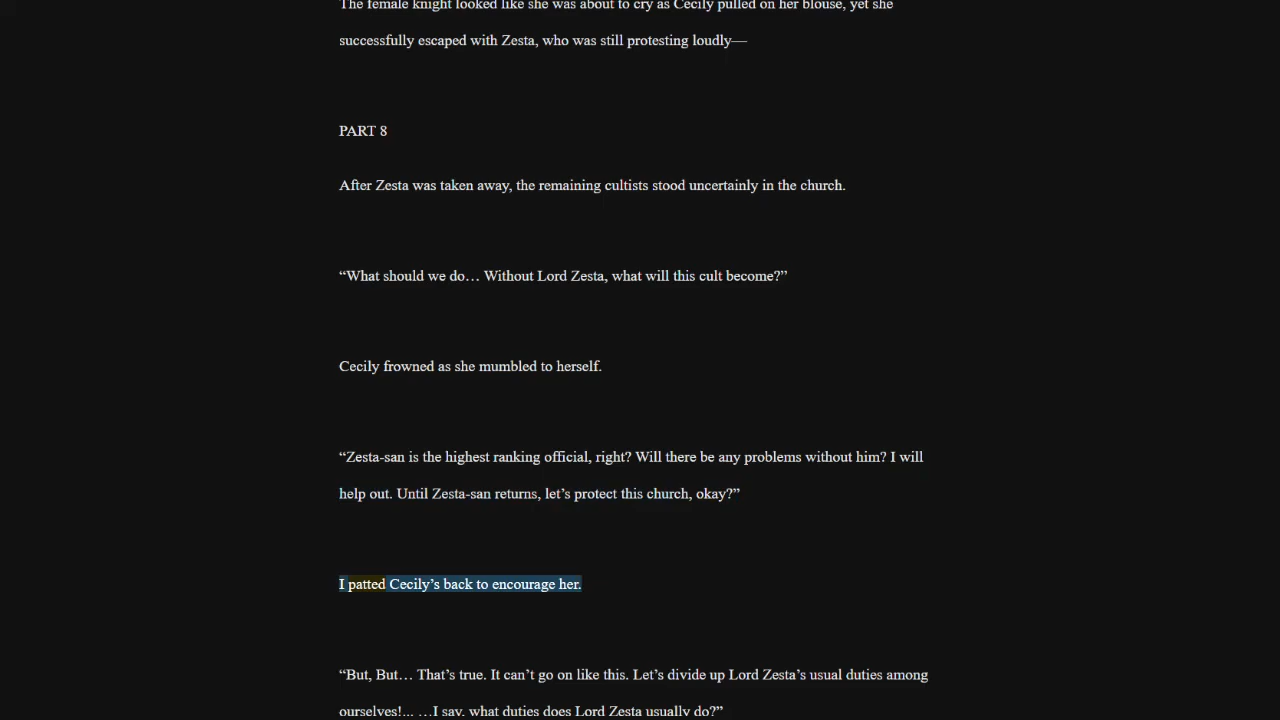 The female knight looked like she was about to cry as Cecily pulled on her blouse, yet she
successfully escaped with Zesta, who was still protesting loudly—
PART 8
After Zesta was taken away, the remaining cultists stood uncertainly in the church.
“What should we do… Without Lord Zesta, what will this cult become?”
Cecily frowned as she mumbled to herself.
“Zesta-san is the highest ranking official, right? Will there be any problems without him? I will
help out. Until Zesta-san returns, let’s protect this church, okay?”
I patted Cecily’s back to encourage her.
“But, But… That’s true. It can’t go on like this. Let’s divide up Lord Zesta’s usual duties among
ourselves!... …I say, what duties does Lord Zesta usually do?”